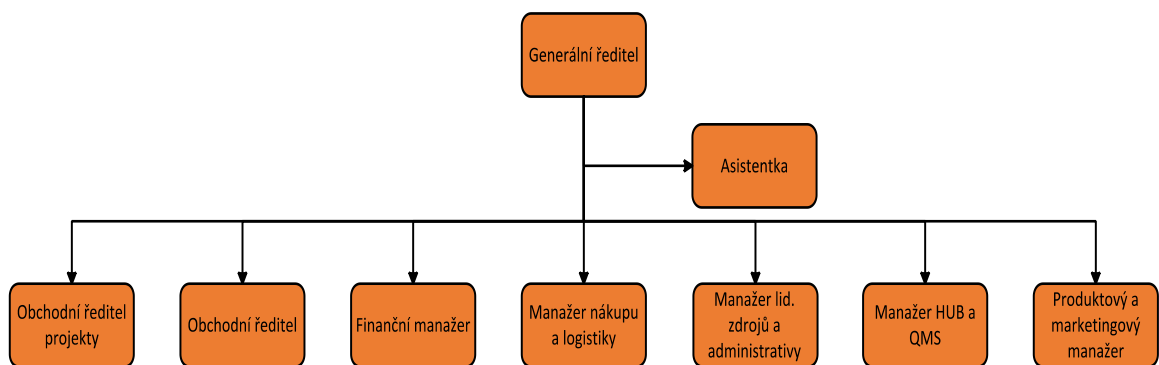 Generální ředitel
Asistentka
Obchodní ředitel
projekty
Obchodní ředitel
Finanční manažer
Manažer nákupu
a logistiky
Manažer lid.
zdrojů a
administrativy
Manažer HUB a
QMS
Produktový a
marketingový
manažer